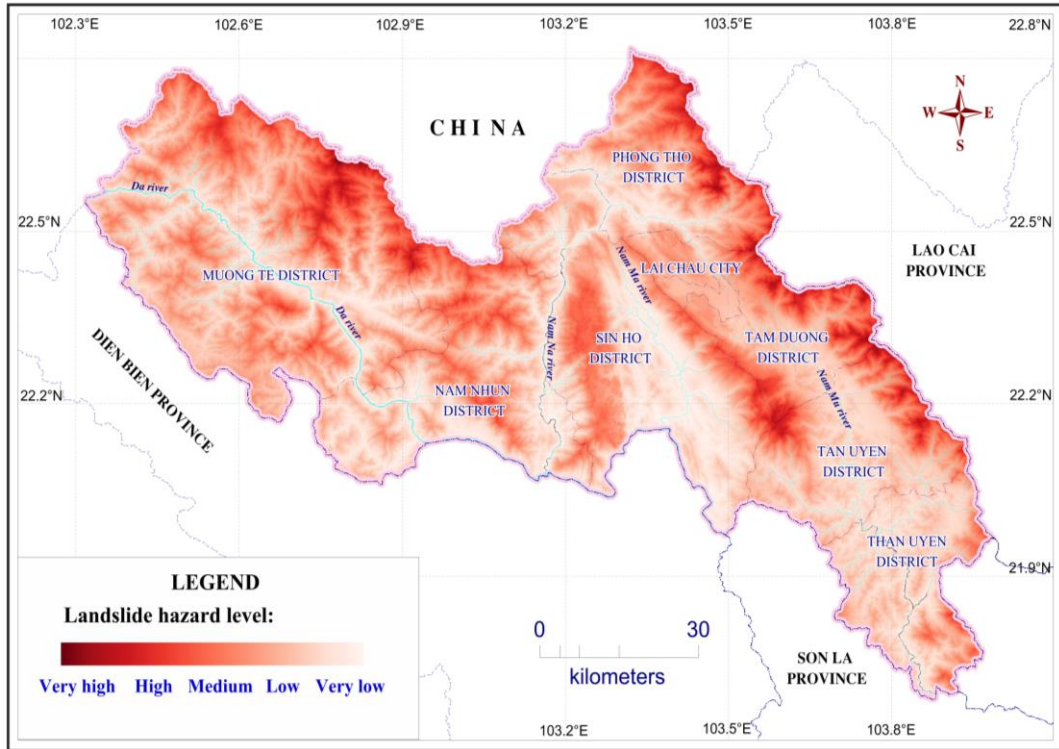 102.3°E 102.6°E 102.9°E 103.2°E 103.5°E 103.8°E 22.8°N
N
W E
S
CHINA
PHONG THO
DISTRICT
Da river
22.5°N
22.5°N
LAO CAI
PROVINCE
MUONG TE DISTRICT
Nam Ma river
LAI CHAU CITY
Da river
Nam Na river
SIN HO
DISTRICT
TAM DUONG
DISTRICT
DIEN BIEN PROVINCE
NAM NHUN
DISTRICT
Nam Mu river
22.2°N
22.2°N
TAN UYEN
DISTRICT
THAN UYEN
DISTRICT
21.9°N
LEGEND
Landslide hazard level:
Very high High Medium Low Very low
0 30
kilometers
SON LA
PROVINCE
103.2°E 103.5°E 103.8°E